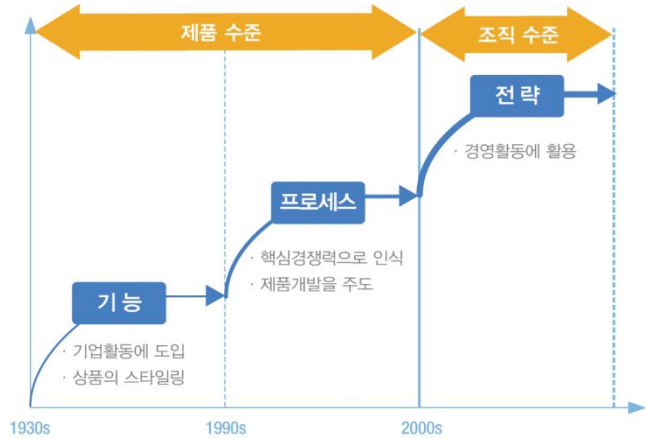 제품 수준
조직 수준
전 략
· 경영활동에 활용
프로세스
· 핵심경쟁력으로 인식
· 제품개발을 주도
기 능
· 기업활동에 도입
· 상품의 스타일링
1930s
1990s
2000s